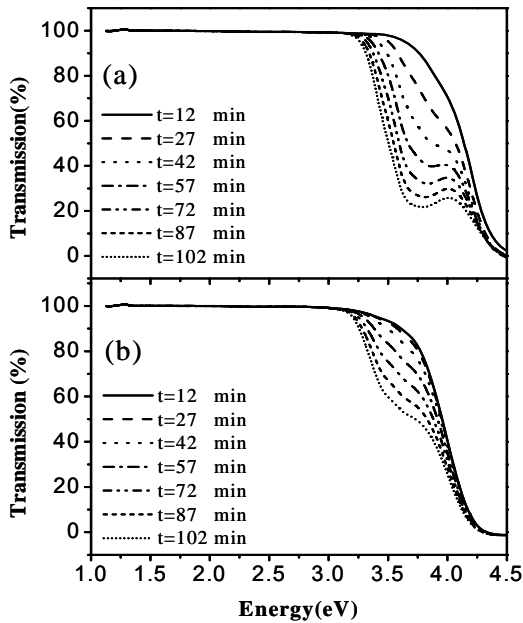 100
80
60
40
20
0
Transmission(%)
(a)
t=12 min
t=27 min
t=42 min
t=57 min
t=72 min
t=87 min
t=102 min
100
80
60
40
20
0
Transmission (%)
(b)
t=12 min
t=27 min
t=42 min
t=57 min
t=72 min
t=87 min
t=102 min
1.0 1.5 2.0 2.5 3.0 3.5 4.0 4.5
Energy(eV)